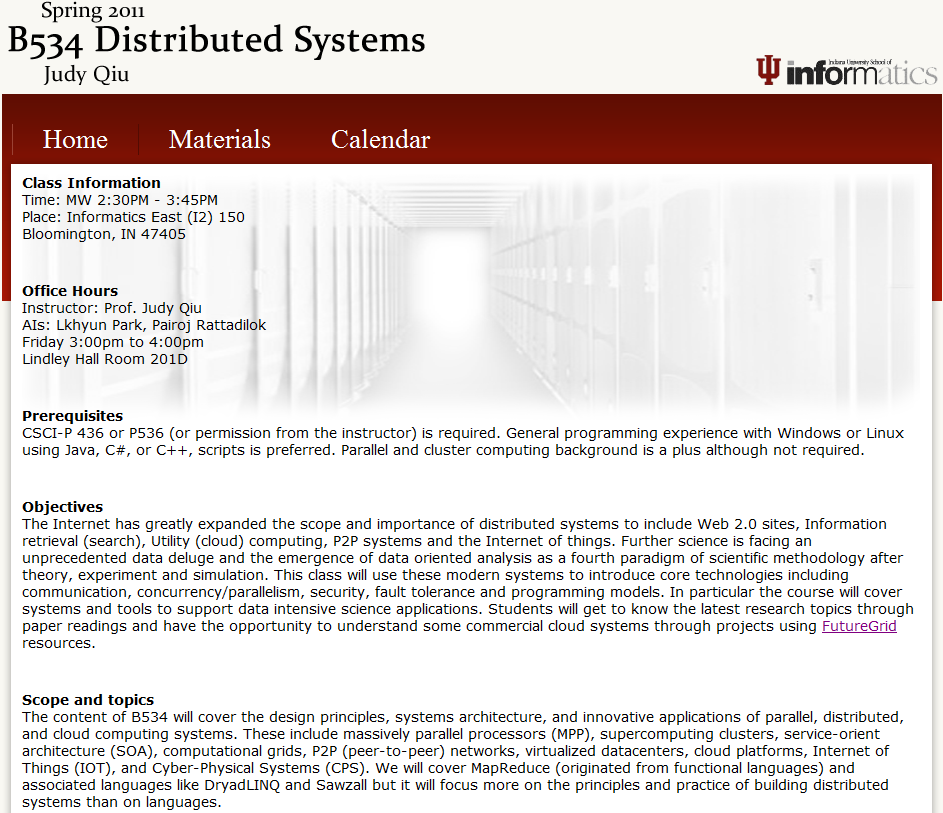 Spring 2011
B534 Distributed Systems
Judy Qiu
Indiana University School of
informatics
Home Materials Calendar
Class Information
Time: MW 2:30PM - 3:45PM
Place: Informatics East (I2) 150
Bloomington, IN 47405
Office Hours
Instructor: Prof. Judy Qiu
AIs: Lkhyun Park, Pairoj Rattadilok
Friday 3:00pm to 4:00pm
Lindley Hall Room 201D
Prerequisites
CSCI-P 436 or P536 (or permission from the instructor) is required. General programming experience with Windows or Linux
using Java, C#, or C++, scripts is preferred. Parallel and cluster computing background is a plus although not required.
Objectives
The Internet has greatly expanded the scope and importance of distributed systems to include Web 2.0 sites, Information
retrieval (search), Utility (cloud) computing, P2P systems and the Internet of things. Further science is facing an
unprecedented data deluge and the emergence of data oriented analysis as a fourth paradigm of scientific methodology after
theory, experiment and simulation. This class will use these modern systems to introduce core technologies including
communication, concurrency/parallelism, security, fault tolerance and programming models. In particular the course will cover
systems and tools to support data intensive science applications. Students will get to know the latest research topics through
paper readings and have the opportunity to understand some commercial cloud systems through projects using FutureGrid
resources.
Scope and topics
The content of B534 will cover the design principles, systems architecture, and innovative applications of parallel, distributed,
and cloud computing systems. These include massively parallel processors (MPP), supercomputing clusters, service-orient
architecture (SOA), computational grids, P2P (peer-to-peer) networks, virtualized datacenters, cloud platforms, Internet of
Things (IOT), and Cyber-Physical Systems (CPS). We will cover MapReduce (originated from functional languages) and
associated languages like DryadLINQ and Sawzall but it will focus more on the principles and practice of building distributed
systems than on languages.